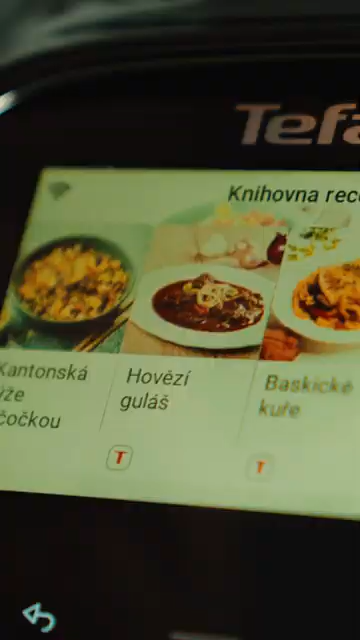 Tefa
Knihovna rec
Kantonská
ýže
čočkou
Hovězí
guláš
Baskické
kuře
T
T